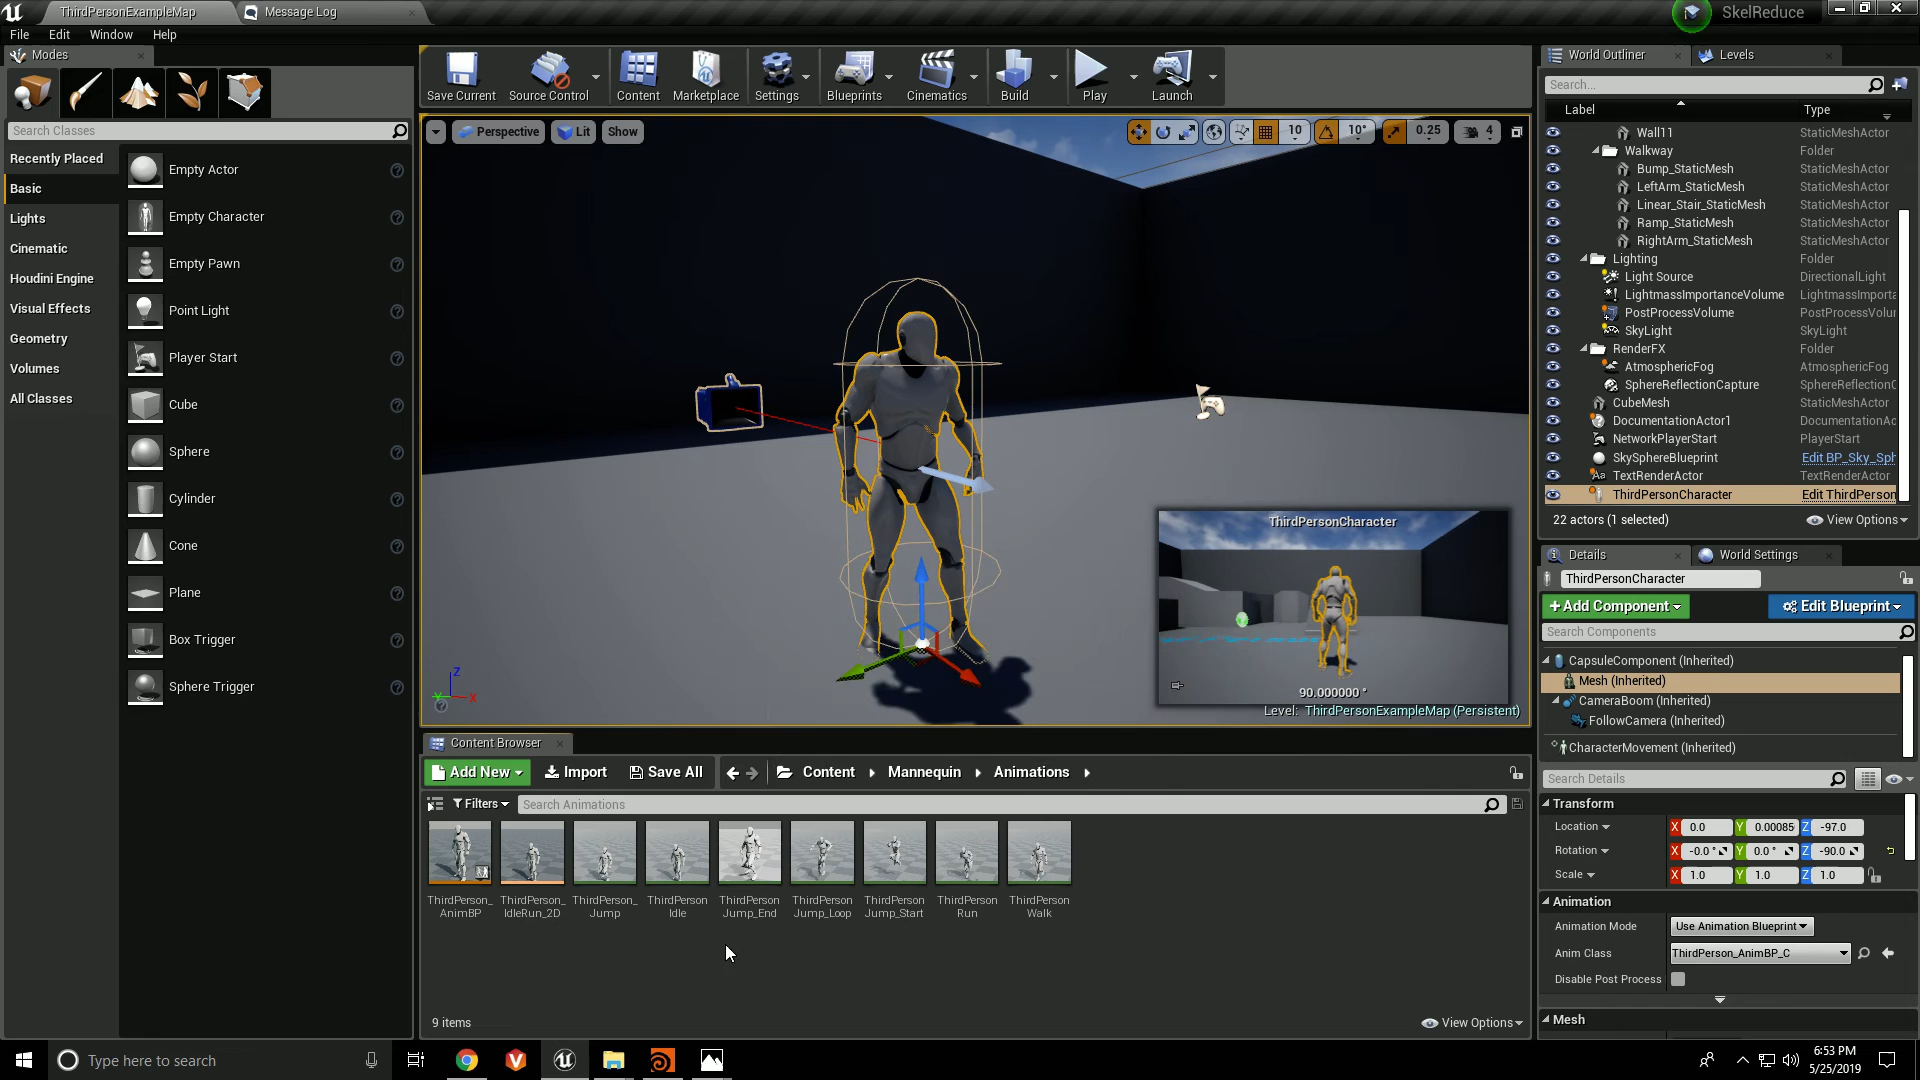 ThirdPersonExampleMap
Message Log
SkelReduce
File Edit Window Help
Modes
Search Classes
Recently Placed
Basic
Lights
Cinematic
Houdini Engine
Visual Effects
Geometry
Volumes
All Classes
Empty Actor
Empty Character
Empty Pawn
Point Light
Player Start
Cube
Sphere
Cylinder
Cone
Plane
Box Trigger
Sphere Trigger
Save Current
Source Control
Content
Marketplace
Settings
Blueprints
Cinematics
Build
Play
Launch
Perspective
Lit
Show
10
10°
0.25
4
ThirdPersonCharacter
90.000000 °
Level: ThirdPersonExampleMap (Persistent)
Z
Y
X
Content Browser
Add New
Import
Save All
Content
Mannequin
Animations
Filters
Search Animations
ThirdPerson_
AnimBP
ThirdPerson_
IdleRun_2D
ThirdPerson_
Jump
ThirdPerson
Idle
ThirdPerson
Jump_End
ThirdPerson
Jump_Loop
ThirdPerson
Jump_Start
ThirdPerson
Run
ThirdPerson
Walk
9 items
View Options
World Outliner
Levels
Search...
Label
Type
Wall11 StaticMeshActor
Walkway Folder
Bump_StaticMesh StaticMeshActor
LeftArm_StaticMesh StaticMeshActor
Linear_Stair_StaticMesh StaticMeshActor
Ramp_StaticMesh StaticMeshActor
RightArm_StaticMesh StaticMeshActor
Lighting Folder
Light Source DirectionalLight
LightmassImportanceVolume LightmassImporta
PostProcessVolume PostProcessVolu
SkyLight SkyLight
RenderFX Folder
AtmosphericFog AtmosphericFog
SphereReflectionCapture SphereReflectionC
CubeMesh StaticMeshActor
DocumentationActor1 DocumentationAc
NetworkPlayerStart PlayerStart
SkySphereBlueprint Edit BP_Sky_Sph
TextRenderActor TextRenderActor
ThirdPersonCharacter Edit ThirdPerson
22 actors (1 selected)
View Options
Details
World Settings
ThirdPersonCharacter
+ Add Component
Edit Blueprint
Search Components
CapsuleComponent (Inherited)
Mesh (Inherited)
CameraBoom (Inherited)
FollowCamera (Inherited)
CharacterMovement (Inherited)
Search Details
Transform
Location X 0.0 Y 0.00085 Z -97.0
Rotation X -0.0 ° Y 0.0 ° Z -90.0
Scale X 1.0 Y 1.0 Z 1.0
Animation
Animation Mode Use Animation Blueprint
Anim Class ThirdPerson_AnimBP_C
Disable Post Process
Mesh
Type here to search
6:53 PM
5/25/2019